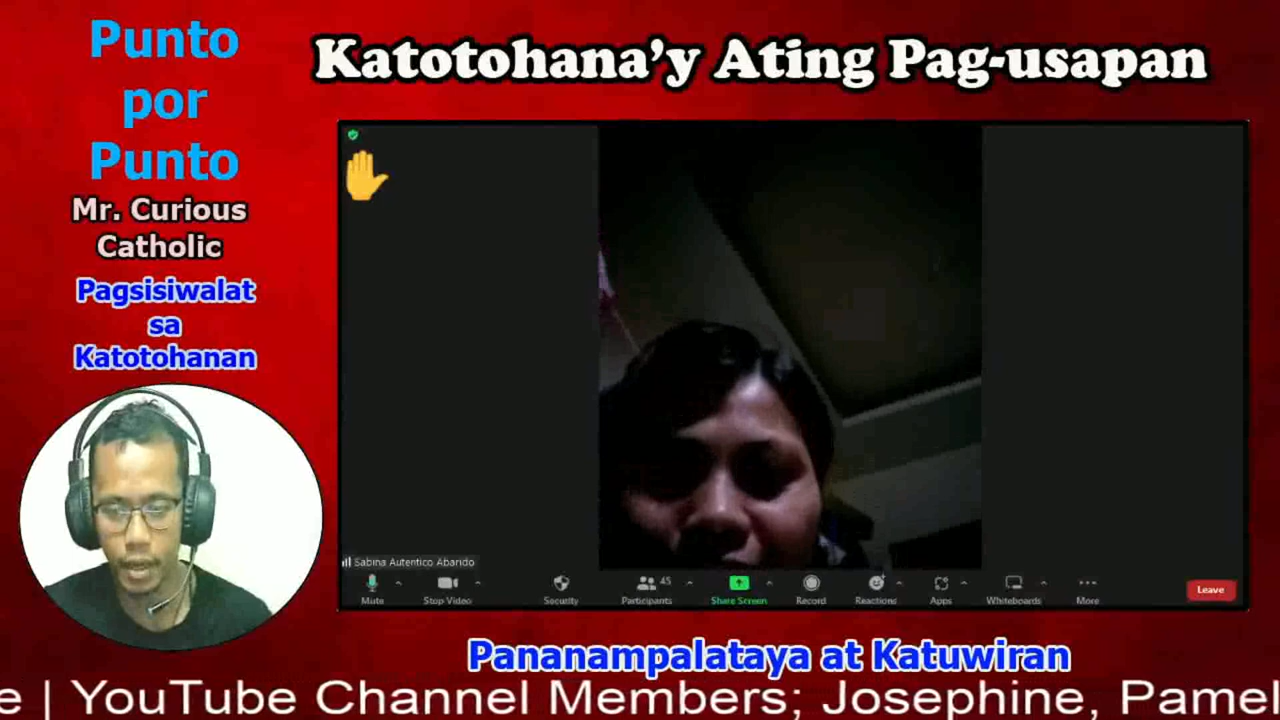 Punto
por
Punto
Mr. Curious
Catholic
Pagsisiwalat
sa
Katotohanan
Katotohana'y Ating Pag-usapan
Sabina Autentico Abarido
Mute
Stop Video
Security
Participants
45
Share Screen
Record
Reactions
Apps
Whiteboards
More
Leave
Pananampalataya at Katuwiran
e | YouTube Channel Members; Josephine, Pamel